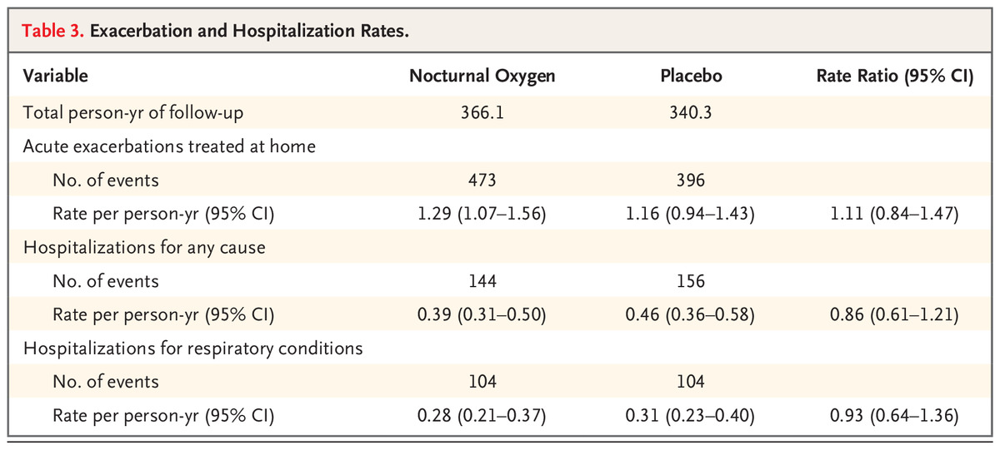 Table 3. Exacerbation and Hospitalization Rates.
Variable Nocturnal Oxygen Placebo Rate Ratio (95% CI)
Total person-yr of follow-up 366.1 340.3
Acute exacerbations treated at home
No. of events 473 396
Rate per person-yr (95% CI) 1.29 (1.07–1.56) 1.16 (0.94–1.43) 1.11 (0.84–1.47)
Hospitalizations for any cause
No. of events 144 156
Rate per person-yr (95% CI) 0.39 (0.31–0.50) 0.46 (0.36–0.58) 0.86 (0.61–1.21)
Hospitalizations for respiratory conditions
No. of events 104 104
Rate per person-yr (95% CI) 0.28 (0.21–0.37) 0.31 (0.23–0.40) 0.93 (0.64–1.36)